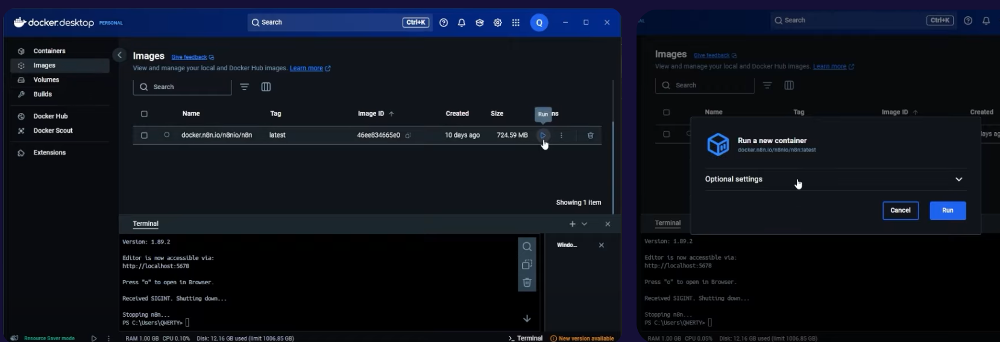 docker.desktop PERSONAL
Search Ctrl+K
Q
Containers
Images
Volumes
Builds
Docker Hub
Docker Scout
Extensions
Images Give feedback
View and manage your local and Docker Hub images. Learn more
Search
Name Tag Image ID Created Size
Run
ns
docker.n8n.io/n8nio/n8n latest 46ee834665e0 10 days ago 724.59 MB
Showing 1 item
Terminal
Windo...
Version: 1.89.2
Editor is now accessible via:
http://localhost:5678
Press "o" to open in Browser.
Received SIGINT. Shutting down...
Stopping n8n...
PS C:\Users\QWERTY>
Resource Saver mode
RAM 1.00 GB CPU 0.10% Disk: 12.16 GB used (limit 1006.85 GB)
Terminal
New version available
AL
Search Ctrl+K
Images Give feedback
View and manage your local and Docker Hub images. Learn more
Search
Name Tag Image ID Created
days ag
Run a new container
docker.n8n.io/n8nio/n8n:latest
Optional settings
Cancel Run
Terminal
Version: 1.89.2
Editor is now accessible via:
http://localhost:5678
Press "o" to open in Browser.
Received SIGINT. Shutting down...
Stopping n8n...
PS C:\Users\QWERTY>
RAM 1.00 GB CPU 0.05% Disk: 12.16 GB used (limit 1006.85 GB)